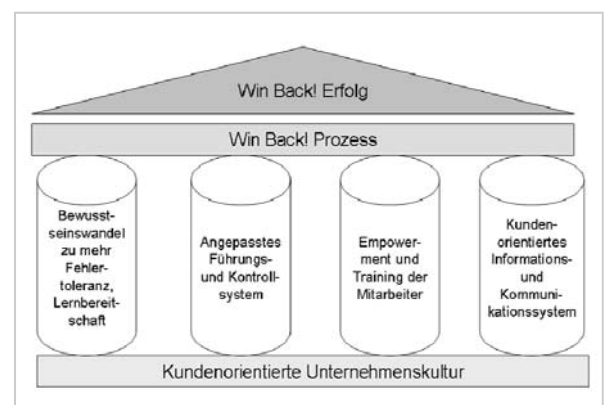 Win Back! Erfolg
Win Back! Prozess
Bewusst-
seinswandel
zu mehr
Fehler-
toleranz,
Lernbereit-
schaft
Angepasstes
Führungs-
und Kontroll-
system
Empower-
ment und
Training der
Mitarbeiter
Kunden-
orientiertes
Informations-
und
Kommuni-
kationssystem
Kundenorientierte Unternehmenskultur